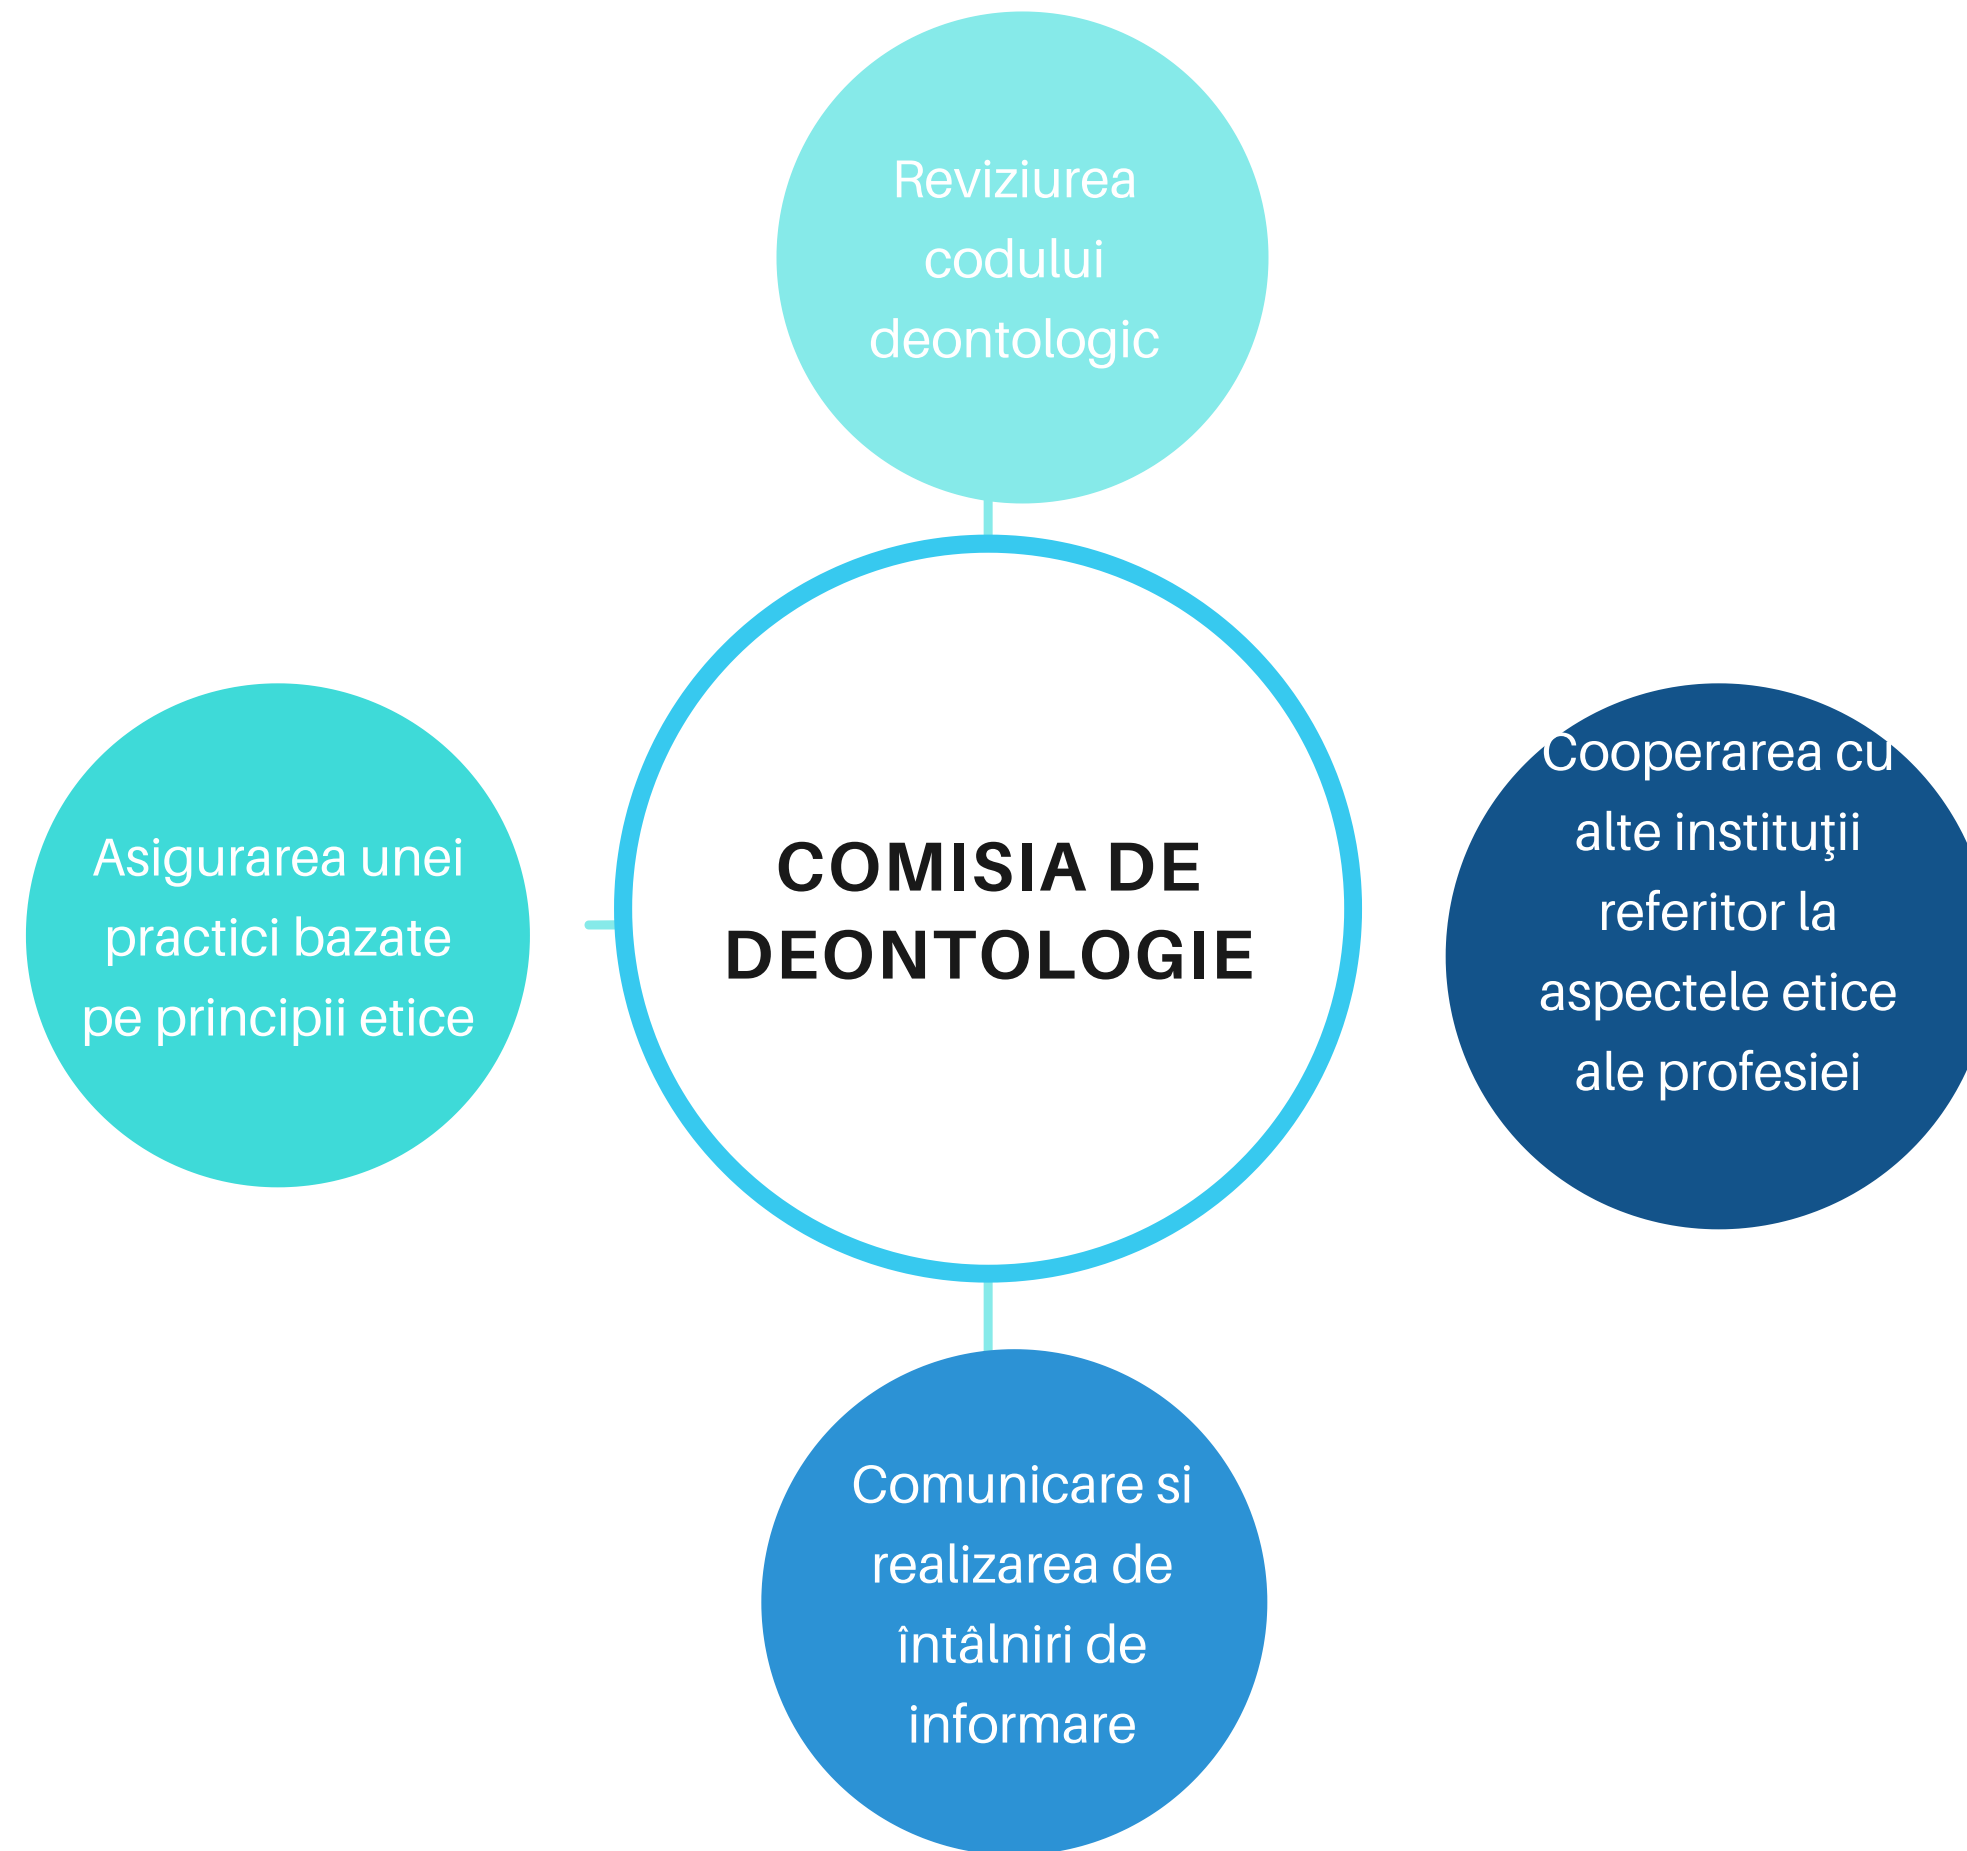 Reviziurea
codului
deontologic
Asigurarea unei
practici bazate
pe principii etice
COMISIA DE
DEONTOLOGIE
Cooperarea cu
alte instituţii
referitor la
aspectele etice
ale profesiei
Comunicare si
realizarea de
întâlniri de
informare